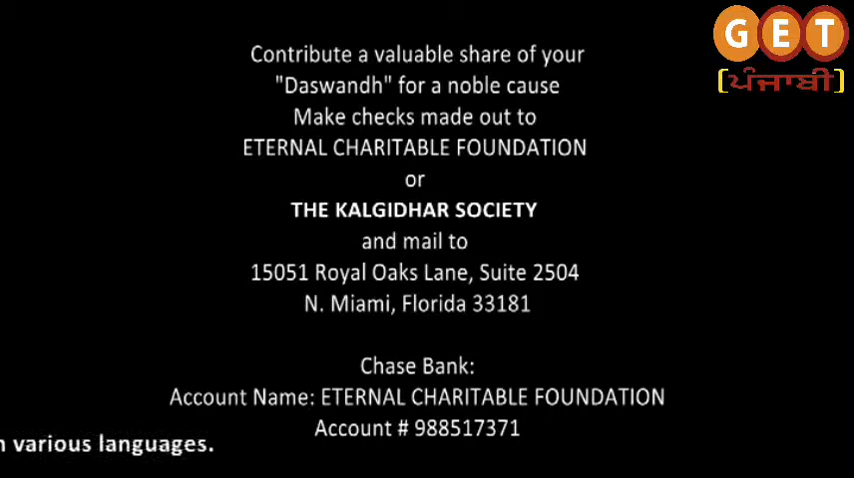 GET
[ਪੰਜਾਬੀ]
Contribute a valuable share of your
"Daswandh" for a noble cause
Make checks made out to
ETERNAL CHARITABLE FOUNDATION
or
THE KALGIDHAR SOCIETY
and mail to
15051 Royal Oaks Lane, Suite 2504
N. Miami, Florida 33181
Chase Bank:
Account Name: ETERNAL CHARITABLE FOUNDATION
Account # 988517371
various languages.